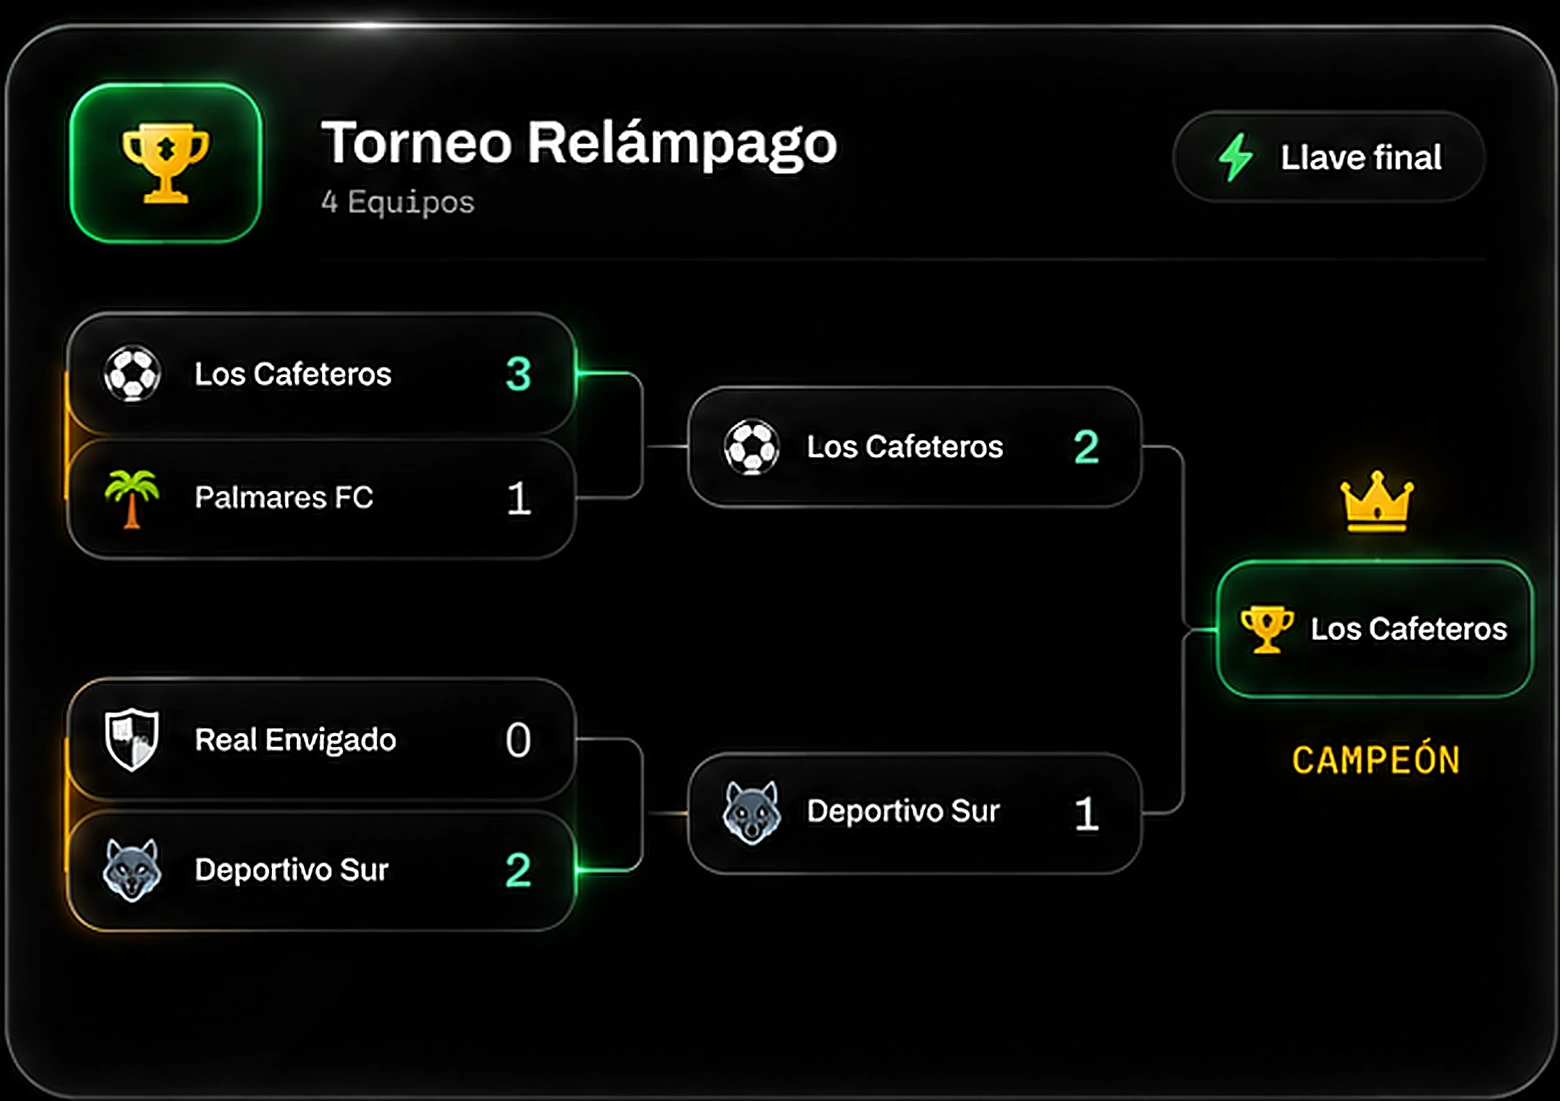 Torneo Relámpago
4 Equipos
Llave final
Los Cafeteros 3
Palmares FC 1
Real Envigado 0
Deportivo Sur 2
Los Cafeteros 2
Deportivo Sur 1
Los Cafeteros
CAMPEÓN